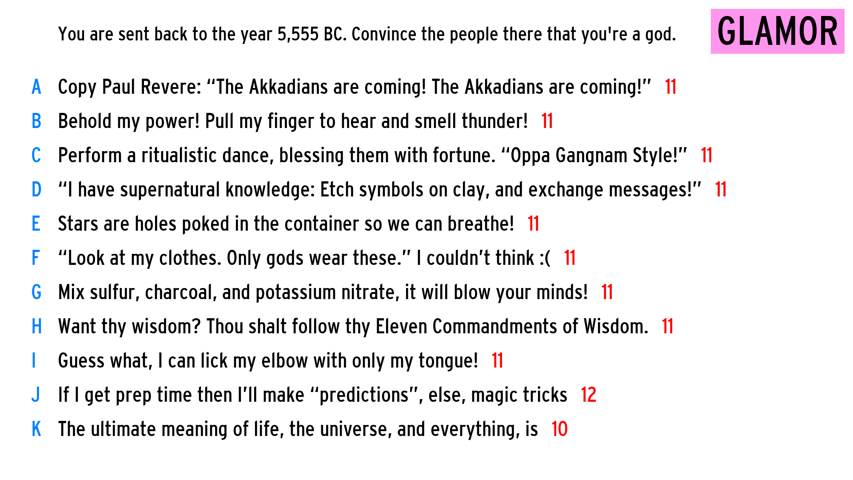 You are sent back to the year 5,555 BC. Convince the people there that you're a god.
GLAMOR
A Copy Paul Revere: “The Akkadians are coming! The Akkadians are coming!” 11
B Behold my power! Pull my finger to hear and smell thunder! 11
C Perform a ritualistic dance, blessing them with fortune. “Oppa Gangnam Style!” 11
D “I have supernatural knowledge: Etch symbols on clay, and exchange messages!” 11
E Stars are holes poked in the container so we can breathe! 11
F “Look at my clothes. Only gods wear these.” I couldn’t think :( 11
G Mix sulfur, charcoal, and potassium nitrate, it will blow your minds! 11
H Want thy wisdom? Thou shalt follow thy Eleven Commandments of Wisdom. 11
I Guess what, I can lick my elbow with only my tongue! 11
J If I get prep time then I’ll make “predictions”, else, magic tricks 12
K The ultimate meaning of life, the universe, and everything, is 10